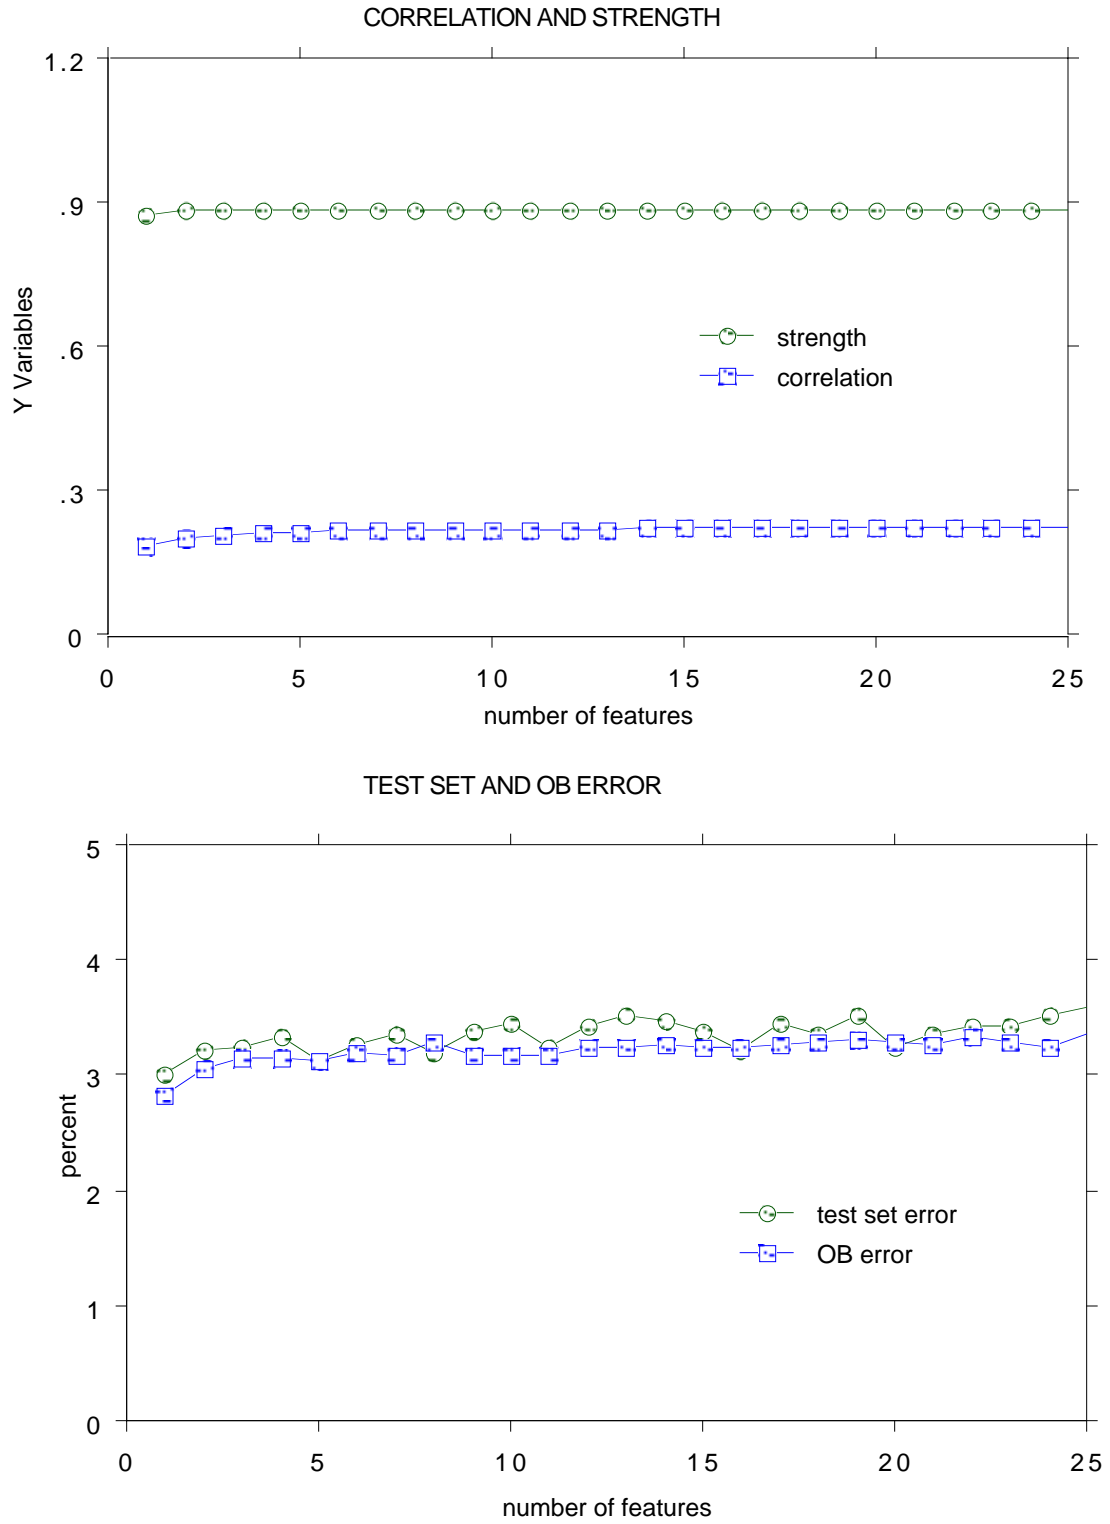 CORRELATION AND STRENGTH
1.2
.9
.6
.3
0
Y Variables
strength
correlation
0 5 10 15 20 25
number of features
TEST SET AND OB ERROR
5
4
3
2
1
0
percent
test set error
OB error
0 5 10 15 20 25
number of features